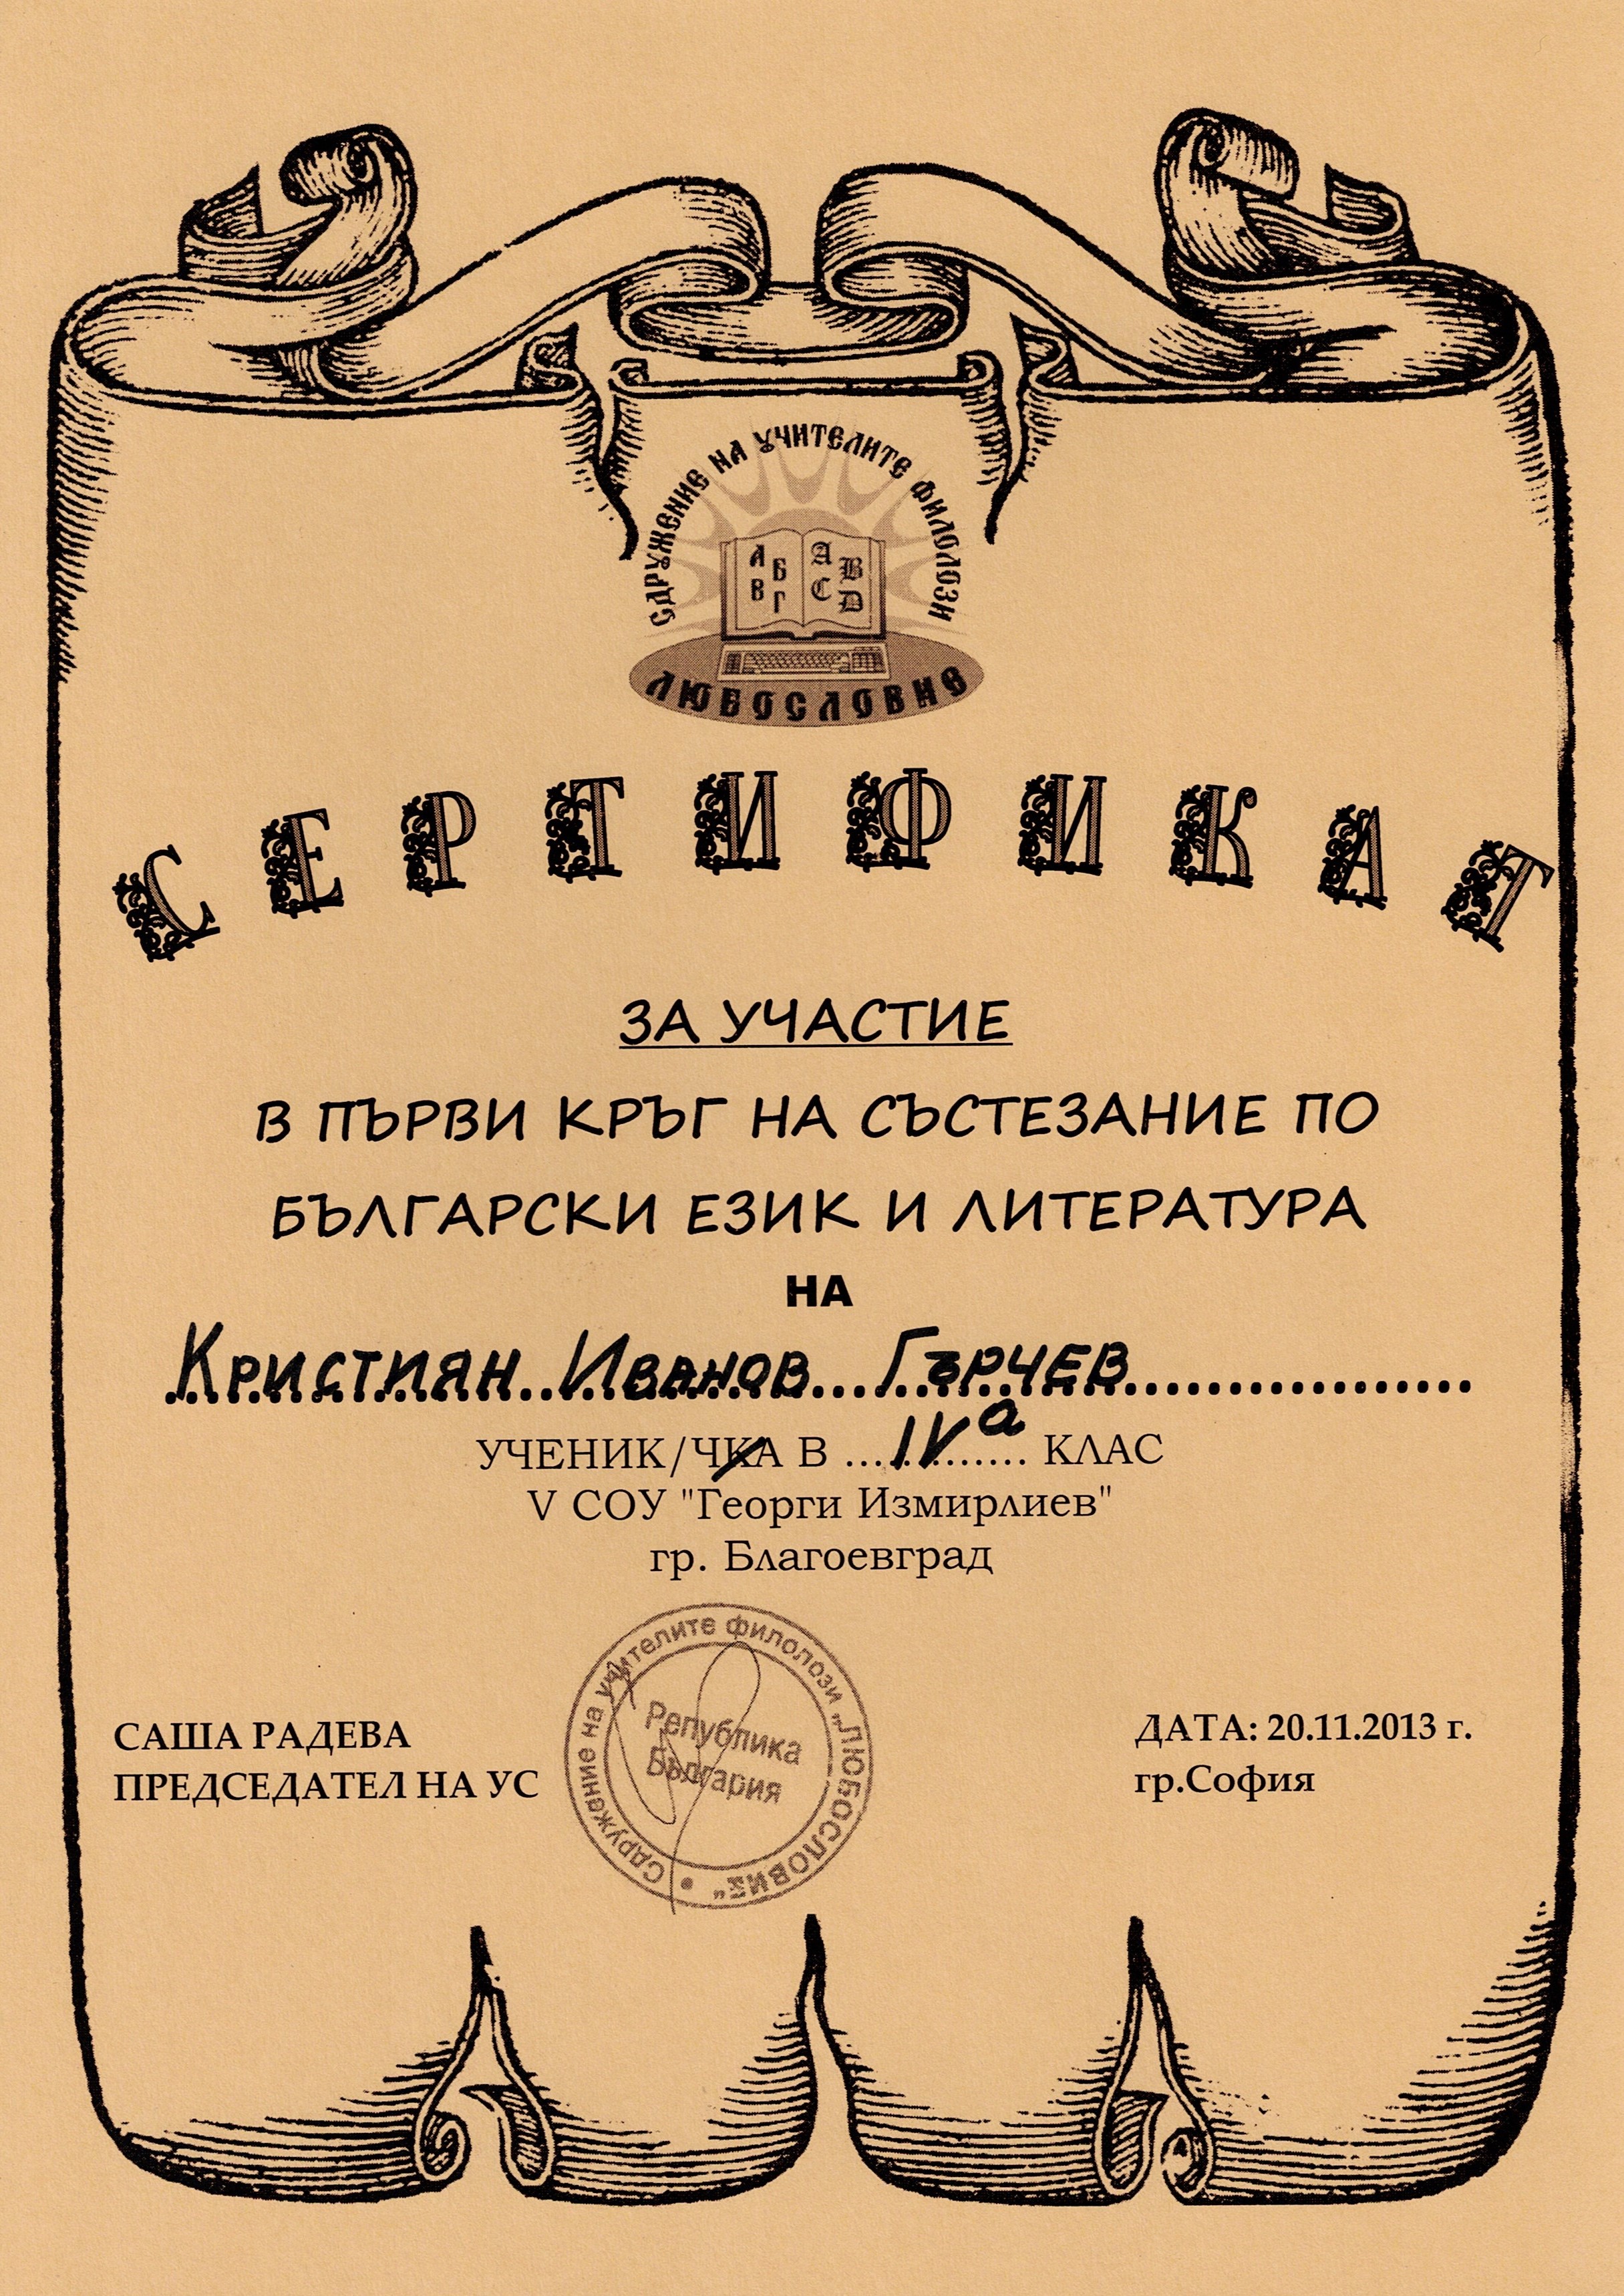 СДРУЖЕНИЕ НА УЧИТЕЛИТЕ ФИЛОЛОЗИ
А Б В Г
A B C D
ЛЮБОСЛОВИЕ
СЕРТИФИКАТ
ЗА УЧАСТИЕ
В ПЪРВИ КРЪГ НА СЪСТЕЗАНИЕ ПО
БЪЛГАРСКИ ЕЗИК И ЛИТЕРАТУРА
НА
КРИСТИЯН ИВАНОВ ГЪРЧЕВ
УЧЕНИК/ЧКА В ....IVа.... КЛАС
V СОУ "Георги Измирлиев"
гр. Благоевград
Сдружение на учителите филолози „ЛЮБОСЛОВИЕ“
Република
България
САША РАДЕВА
ПРЕДСЕДАТЕЛ НА УС
ДАТА: 20.11.2013 г.
гр.София